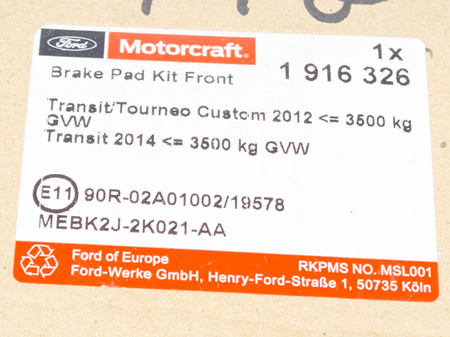 Ford
Motorcraft
1x
Brake Pad Kit Front
1 916 326
Transit/Tourneo Custom 2012 <= 3500 kg
GVW
Transit 2014 <= 3500 kg GVW
E11 90R-02A01002/19578
MEBK2J-2K021-AA
Ford of Europe
RKPMS NO. MSL001
Ford-Werke GmbH, Henry-Ford-Straße 1, 50735 Köln